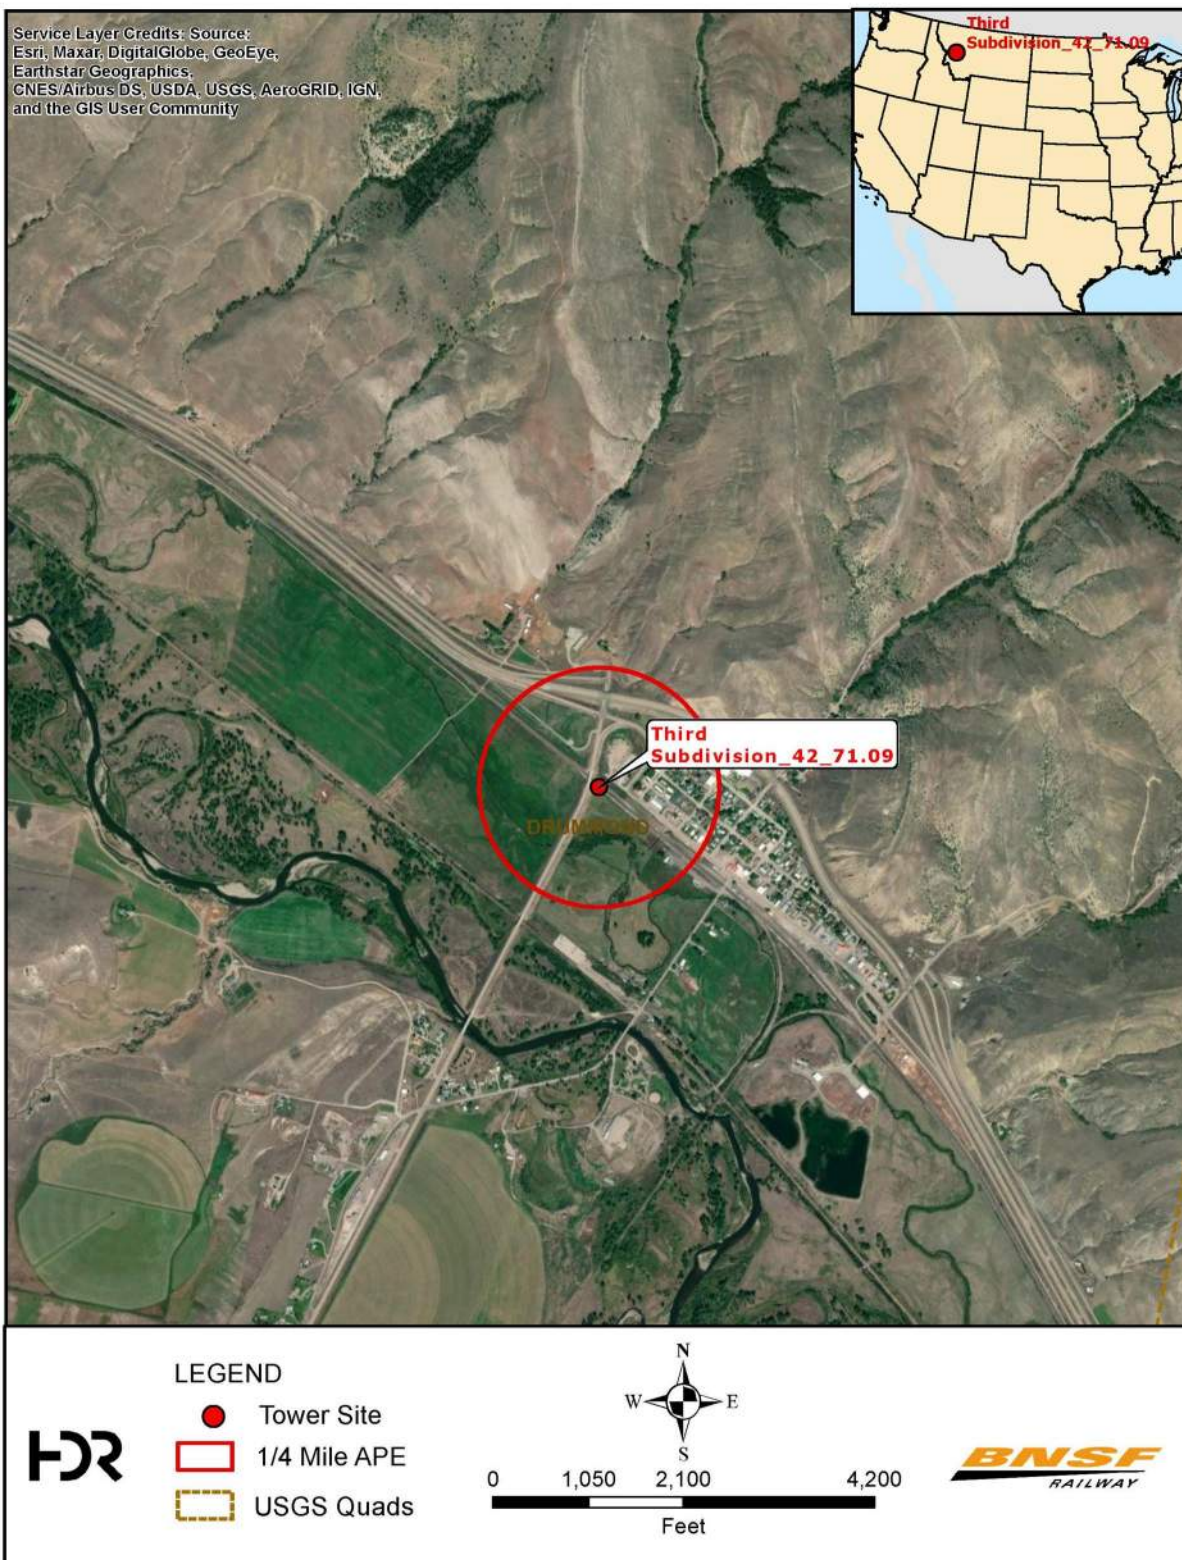 Service Layer Credits: Source:
Esri, Maxar, DigitalGlobe, GeoEye,
Earthstar Geographics,
CNES/Airbus DS, USDA, USGS, AeroGRID, IGN,
and the GIS User Community
Third
Subdivision_42_71.09
Third
Subdivision_42_71.09
DRUMMOND
LEGEND
Tower Site
1/4 Mile APE
USGS Quads
HDR
N
W E
S
0 1,050 2,100 4,200
Feet
BNSF
RAILWAY